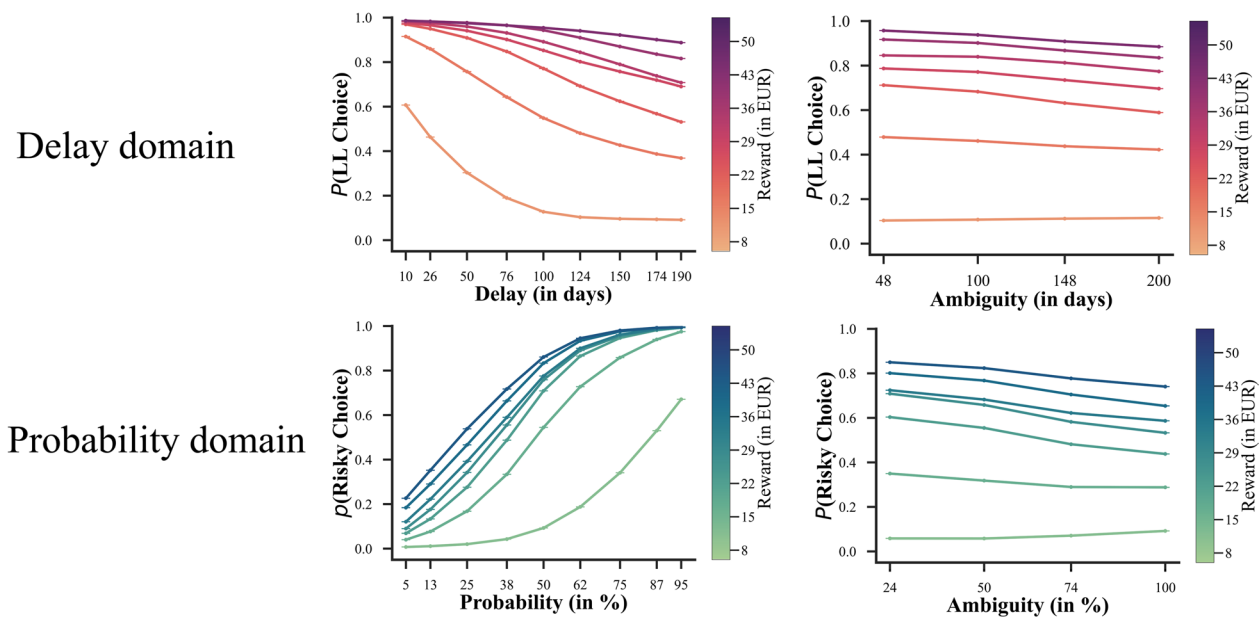 Delay domain
P(LL Choice)
1.0
0.8
0.6
0.4
0.2
0.0
10 26 50 76 100 124 150 174 190
Delay (in days)
50
43
36
29
22
15
8
Reward (in EUR)
P(LL Choice)
1.0
0.8
0.6
0.4
0.2
0.0
48 100 148 200
Ambiguity (in days)
50
43
36
29
22
15
8
Reward (in EUR)
Probability domain
p(Risky Choice)
1.0
0.8
0.6
0.4
0.2
0.0
5 13 25 38 50 62 75 87 95
Probability (in %)
50
43
36
29
22
15
8
Reward (in EUR)
P(Risky Choice)
1.0
0.8
0.6
0.4
0.2
0.0
24 50 74 100
Ambiguity (in %)
50
43
36
29
22
15
8
Reward (in EUR)